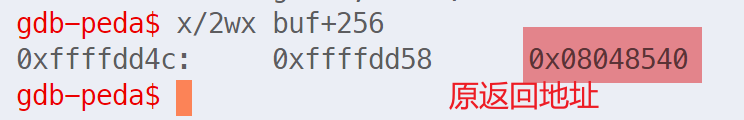 gdb-peda$ x/2wx buf+256
0xffffdd4c: 0xffffdd58 0x08048540
gdb-peda$
原返回地址